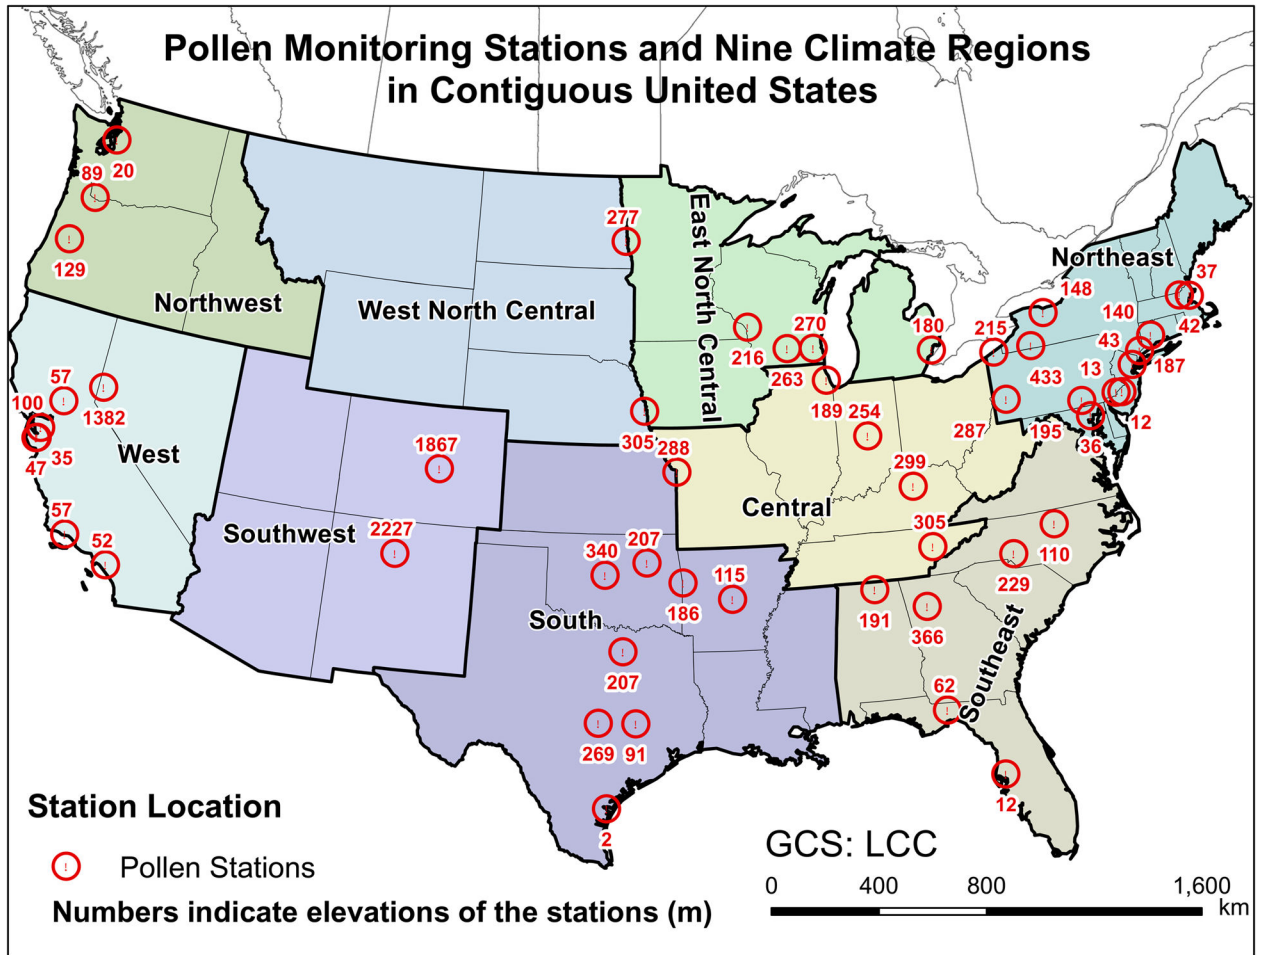 Pollen Monitoring Stations and Nine Climate Regions
in Contiguous United States
20
89
129
Northwest
277
West North Central
East North Central
Northeast
37
148
140
42
43
187
215
180
270
216
263
189
433
13
12
195
36
287
254
299
305
288
305
Central
57
100
1382
47
35
West
57
52
1867
Southwest
2227
340
207
186
115
South
207
269
91
2
191
366
229
110
62
Southeast
12
Station Location
Pollen Stations
Numbers indicate elevations of the stations (m)
GCS: LCC
0 400 800 1,600
km